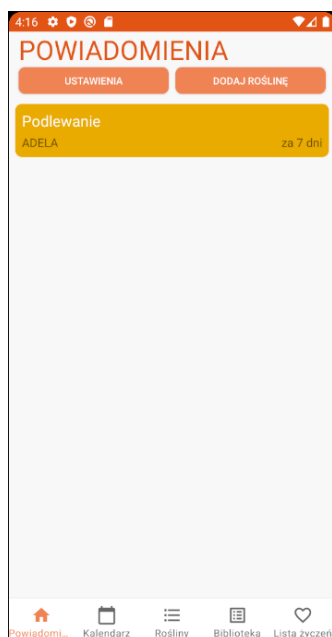 4:16
POWIADOMIENIA
USTAWIENIA DODAJ ROŚLINĘ
Podlewanie
ADELA za 7 dni
Powiadomi... Kalendarz Rośliny Biblioteka Lista życzeń